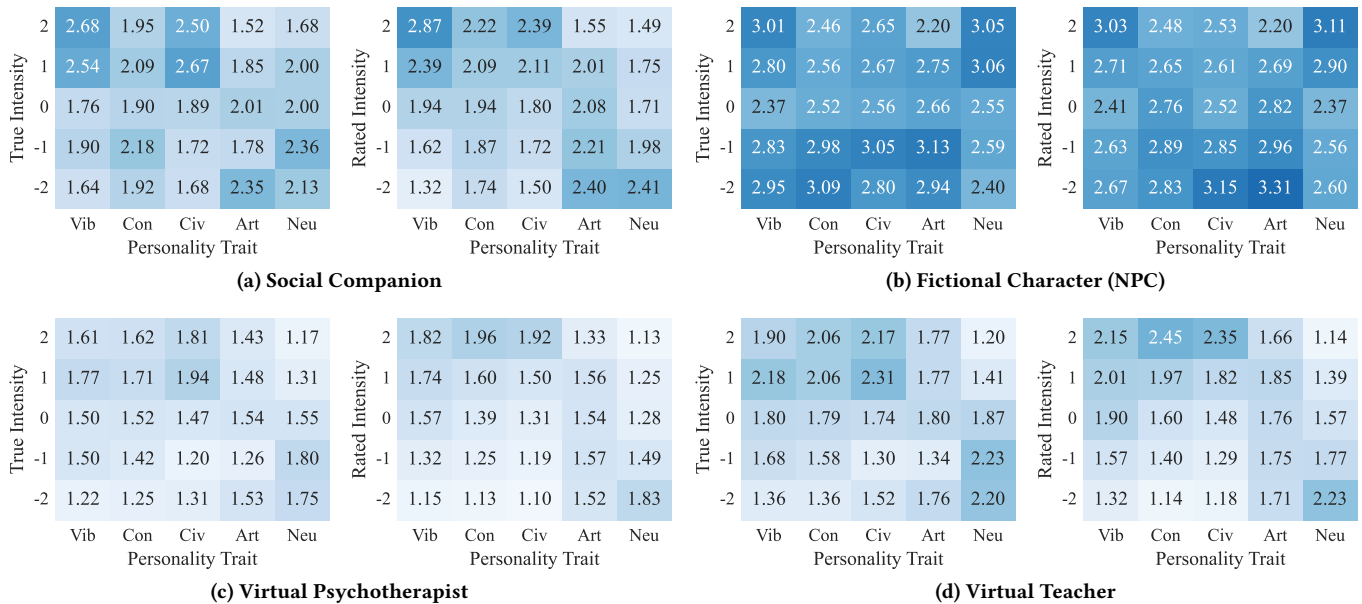 True Intensity
2 2.68 1.95 2.50 1.52 1.68
1 2.54 2.09 2.67 1.85 2.00
0 1.76 1.90 1.89 2.01 2.00
-1 1.90 2.18 1.72 1.78 2.36
-2 1.64 1.92 1.68 2.35 2.13
Vib Con Civ Art Neu
Personality Trait
Rated Intensity
2 2.87 2.22 2.39 1.55 1.49
1 2.39 2.09 2.11 2.01 1.75
0 1.94 1.94 1.80 2.08 1.71
-1 1.62 1.87 1.72 2.21 1.98
-2 1.32 1.74 1.50 2.40 2.41
Vib Con Civ Art Neu
Personality Trait
(a) Social Companion
True Intensity
2 3.01 2.46 2.65 2.20 3.05
1 2.80 2.56 2.67 2.75 3.06
0 2.37 2.52 2.56 2.66 2.55
-1 2.83 2.98 3.05 3.13 2.59
-2 2.95 3.09 2.80 2.94 2.40
Vib Con Civ Art Neu
Personality Trait
Rated Intensity
2 3.03 2.48 2.53 2.20 3.11
1 2.71 2.65 2.61 2.69 2.90
0 2.41 2.76 2.52 2.82 2.37
-1 2.63 2.89 2.85 2.96 2.56
-2 2.67 2.83 3.15 3.31 2.60
Vib Con Civ Art Neu
Personality Trait
(b) Fictional Character (NPC)
True Intensity
2 1.61 1.62 1.81 1.43 1.17
1 1.77 1.71 1.94 1.48 1.31
0 1.50 1.52 1.47 1.54 1.55
-1 1.50 1.42 1.20 1.26 1.80
-2 1.22 1.25 1.31 1.53 1.75
Vib Con Civ Art Neu
Personality Trait
Rated Intensity
2 1.82 1.96 1.92 1.33 1.13
1 1.74 1.60 1.50 1.56 1.25
0 1.57 1.39 1.31 1.54 1.28
-1 1.32 1.25 1.19 1.57 1.49
-2 1.15 1.13 1.10 1.52 1.83
Vib Con Civ Art Neu
Personality Trait
(c) Virtual Psychotherapist
True Intensity
2 1.90 2.06 2.17 1.77 1.20
1 2.18 2.06 2.31 1.77 1.41
0 1.80 1.79 1.74 1.80 1.87
-1 1.68 1.58 1.30 1.34 2.23
-2 1.36 1.36 1.52 1.76 2.20
Vib Con Civ Art Neu
Personality Trait
Rated Intensity
2 2.15 2.45 2.35 1.66 1.14
1 2.01 1.97 1.82 1.85 1.39
0 1.90 1.60 1.48 1.76 1.57
-1 1.57 1.40 1.29 1.75 1.77
-2 1.32 1.14 1.18 1.71 2.23
Vib Con Civ Art Neu
Personality Trait
(d) Virtual Teacher